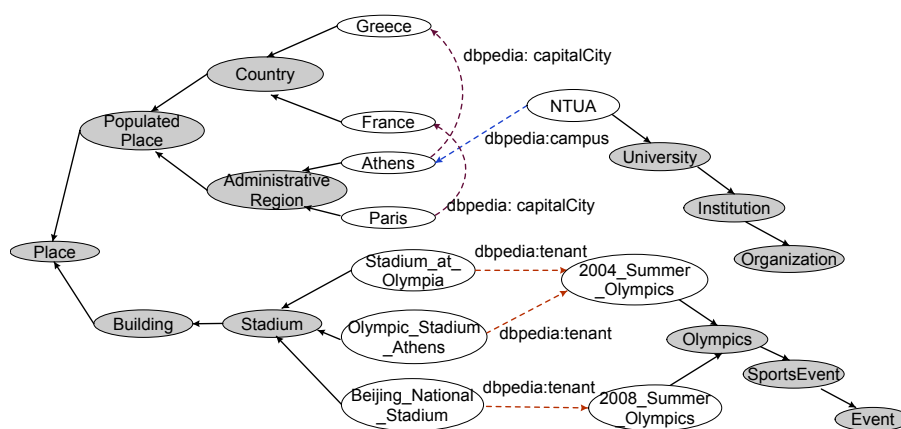 Greece
dbpedia: capitalCity
Country
NTUA
France
Populated
Place
dbpedia:campus
University
Athens
Administrative
Region
Institution
Paris
dbpedia: capitalCity
Place
dbpedia:tenant
Organization
Stadium_at_
Olympia
2004_Summer
_Olympics
Building
Stadium
Olympic_Stadium
_Athens
dbpedia:tenant
Olympics
SportsEvent
Beijing_National
_Stadium
dbpedia:tenant
2008_Summer
_Olympics
Event